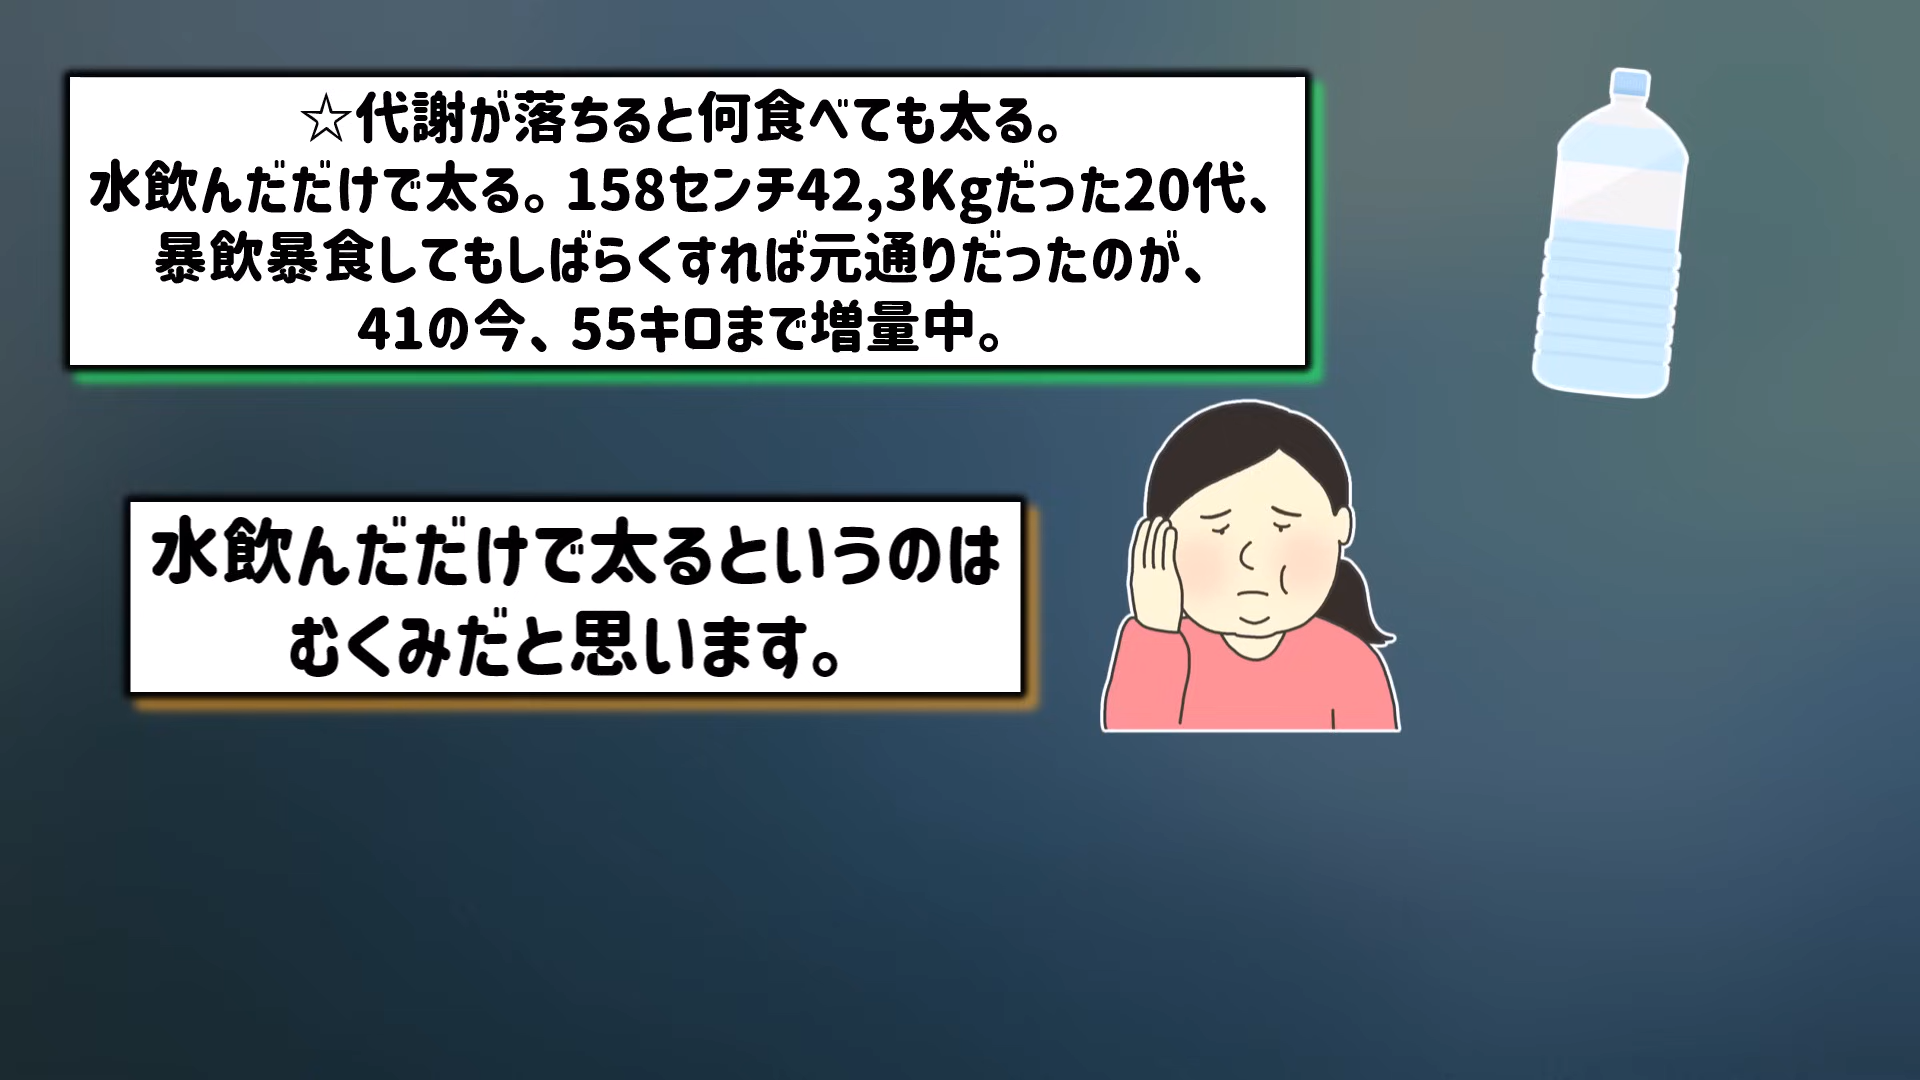 ☆代謝が落ちると何食べても太る。
水飲んだだけで太る。158センチ42,3Kgだった20代、
暴飲暴食してもしばらくすれば元通りだったのが、
41の今、55キロまで増量中。
水飲んだだけで太るというのは
むくみだと思います。